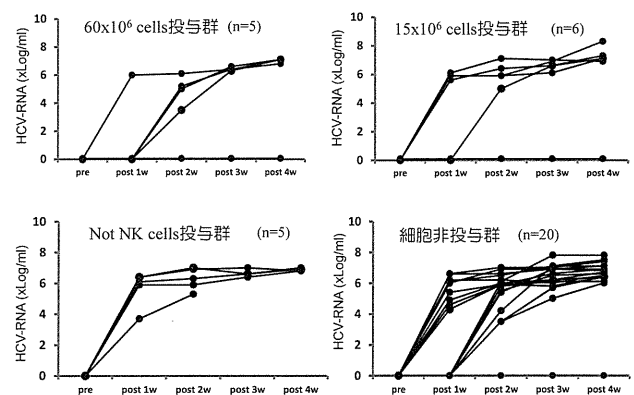 60x10⁶ cells投与群 (n=5)
HCV-RNA (xLog/ml)
10
8
6
4
2
0
pre post 1w post 2w post 3w post 4w
15x10⁶ cells投与群 (n=6)
HCV-RNA (xLog/ml)
10
8
6
4
2
0
pre post 1w post 2w post 3w post 4w
Not NK cells投与群 (n=5)
HCV-RNA (xLog/ml)
10
8
6
4
2
0
pre post 1w post 2w post 3w post 4w
細胞非投与群 (n=20)
HCV-RNA (xLog/ml)
10
8
6
4
2
0
pre post 1w post 2w post 3w post 4w